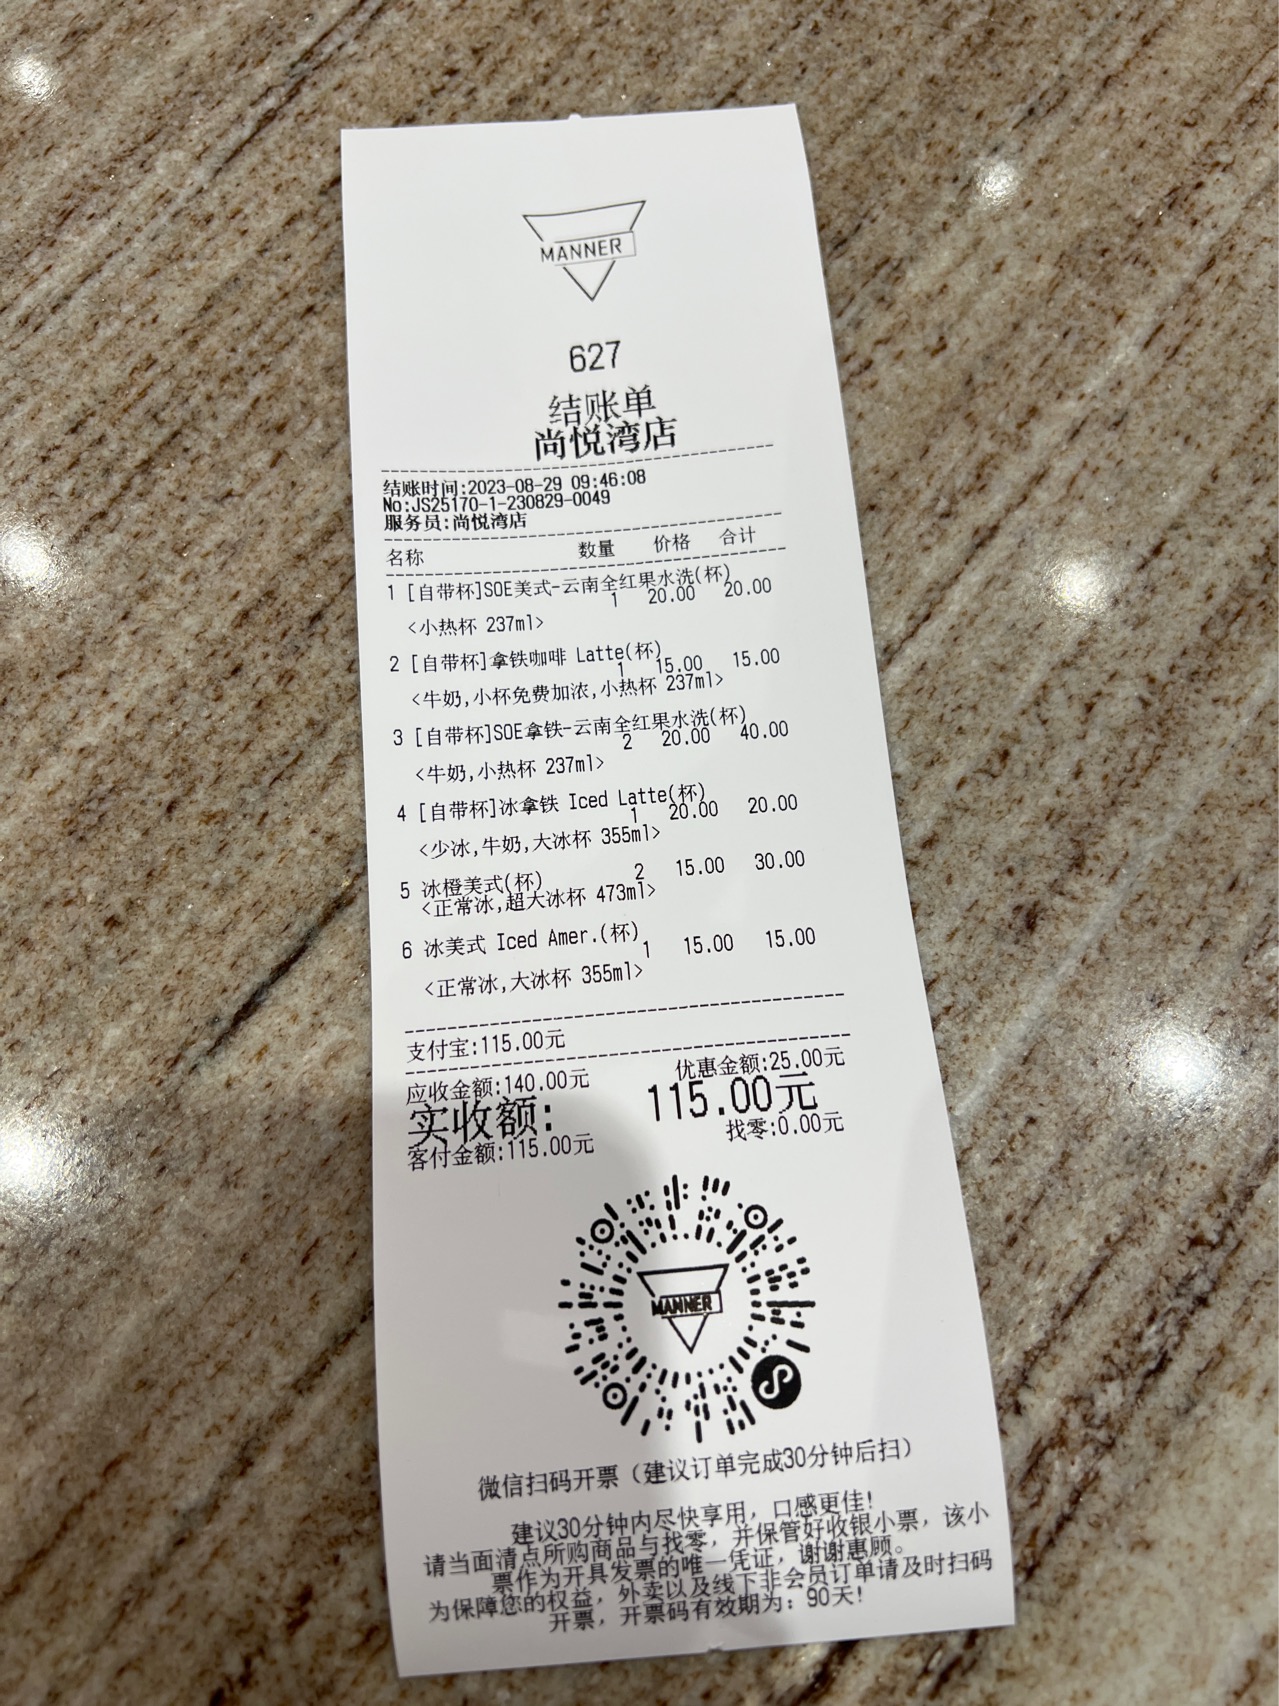 MANNER
627
结账单
尚悦湾店
结账时间:2023-08-29 09:46:08
No:JS25170-1-230829-0049
服务员:尚悦湾店
名称 数量 价格 合计
1 [自带杯]SOE美式-云南全红果水洗(杯)
1 20.00 20.00
<小热杯 237ml>
2 [自带杯]拿铁咖啡 Latte(杯)
1 15.00 15.00
<牛奶,小杯免费加浓,小热杯 237ml>
3 [自带杯]SOE拿铁-云南全红果水洗(杯)
2 20.00 40.00
<牛奶,小热杯 237ml>
4 [自带杯]冰拿铁 Iced Latte(杯)
1 20.00 20.00
<少冰,牛奶,大冰杯 355ml>
5 冰橙美式(杯) 2 15.00 30.00
<正常冰,超大冰杯 473ml>
6 冰美式 Iced Amer.(杯) 1 15.00 15.00
<正常冰,大冰杯 355ml>
支付宝:115.00元
应收金额:140.00元 优惠金额:25.00元
实收额: 115.00元
客付金额:115.00元 找零:0.00元
MANNER
微信扫码开票（建议订单完成30分钟后扫）
建议30分钟内尽快享用，口感更佳！
请当面清点所购商品与找零，并保管好收银小票，该小
票作为开具发票的唯一凭证，谢谢惠顾。
为保障您的权益，外卖以及线下非会员订单请及时扫码
开票，开票码有效期为：90天！